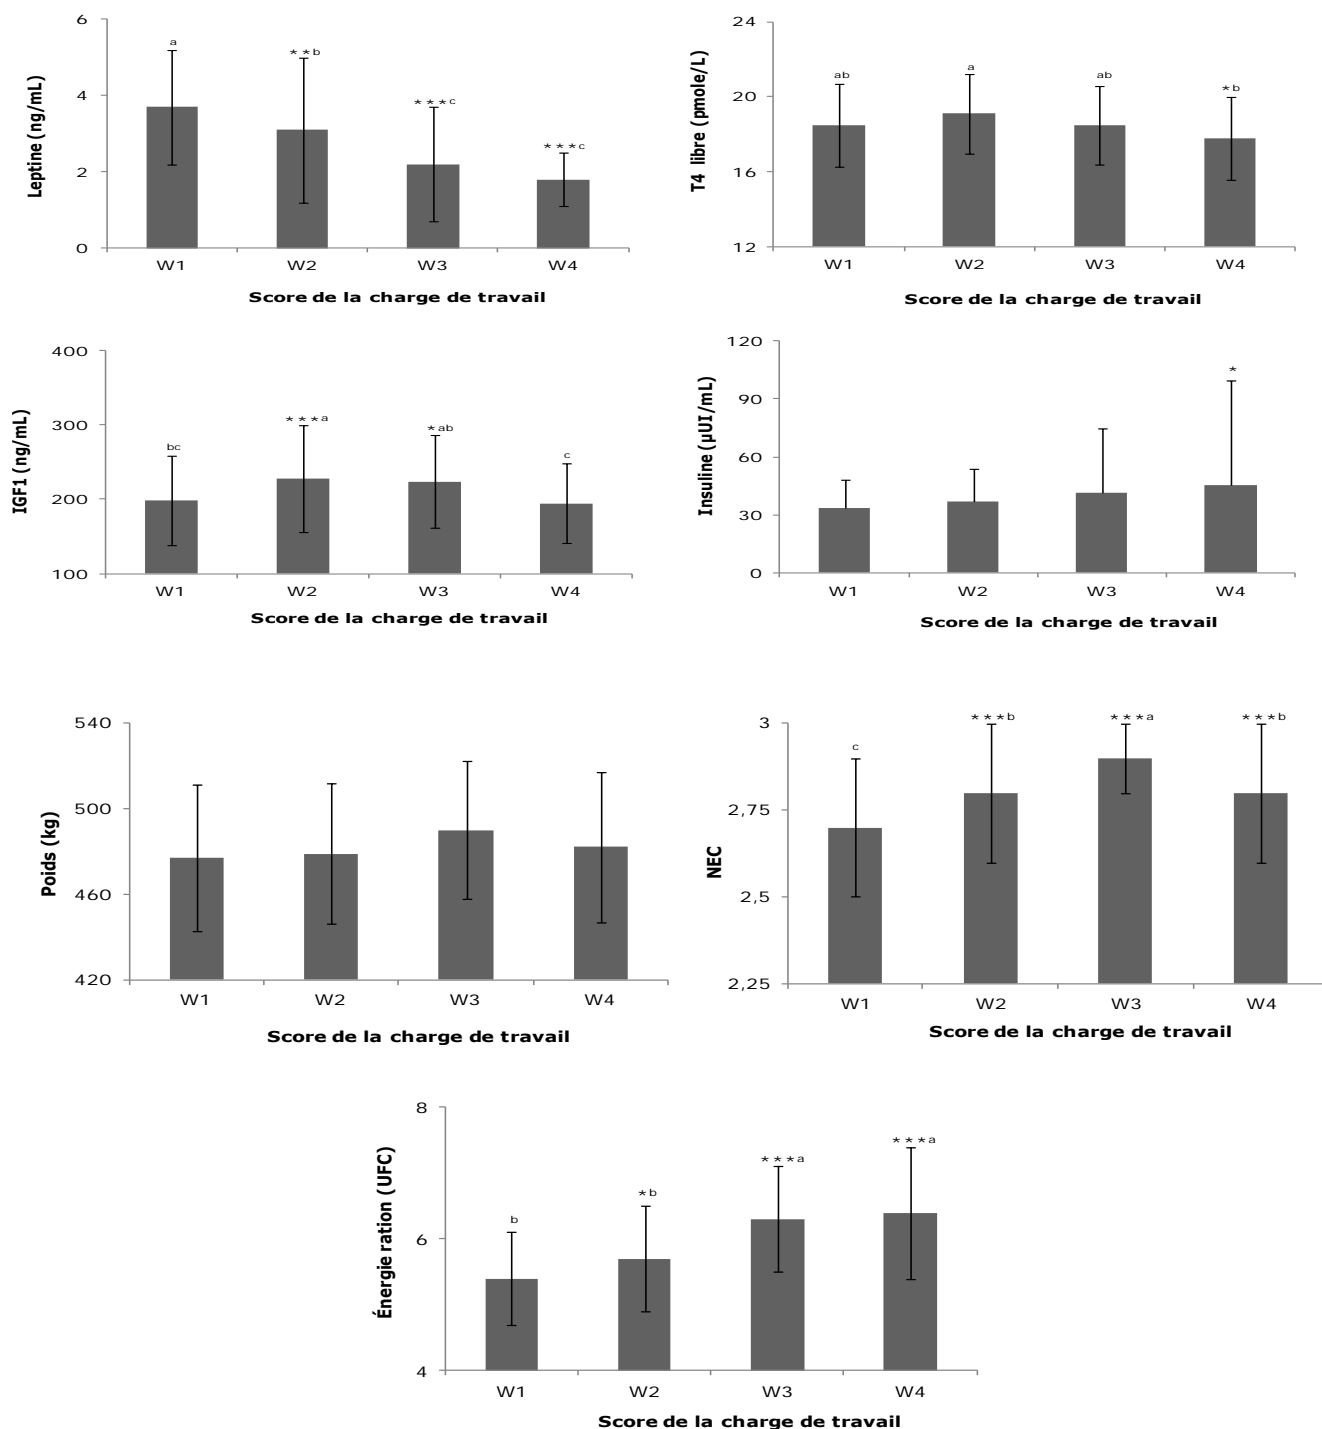 Leptine (ng/mL)
6
4
2
0
a
**b
***c
***c
W1 W2 W3 W4
Score de la charge de travail
T4 libre (pmole/L)
24
20
16
12
ab
a
ab
*b
W1 W2 W3 W4
Score de la charge de travail
IGF1 (ng/mL)
400
300
200
100
bc
***a
*ab
c
W1 W2 W3 W4
Score de la charge de travail
Insuline (µUI/mL)
120
90
60
30
0
*
W1 W2 W3 W4
Score de la charge de travail
Poids (kg)
540
500
460
420
W1 W2 W3 W4
Score de la charge de travail
NEC
3
2,75
2,5
2,25
c
***b
***a
***b
W1 W2 W3 W4
Score de la charge de travail
Énergie ration (UFC)
8
6
4
b
*b
***a
***a
W1 W2 W3 W4
Score de la charge de travail